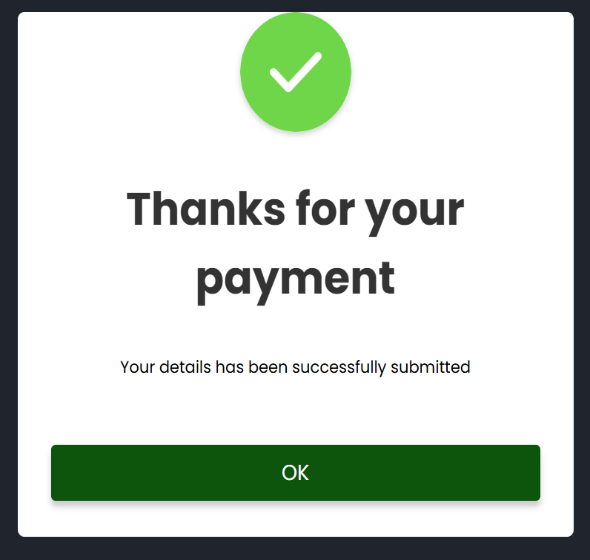 Thanks for your
payment
Your details has been successfully submitted
OK